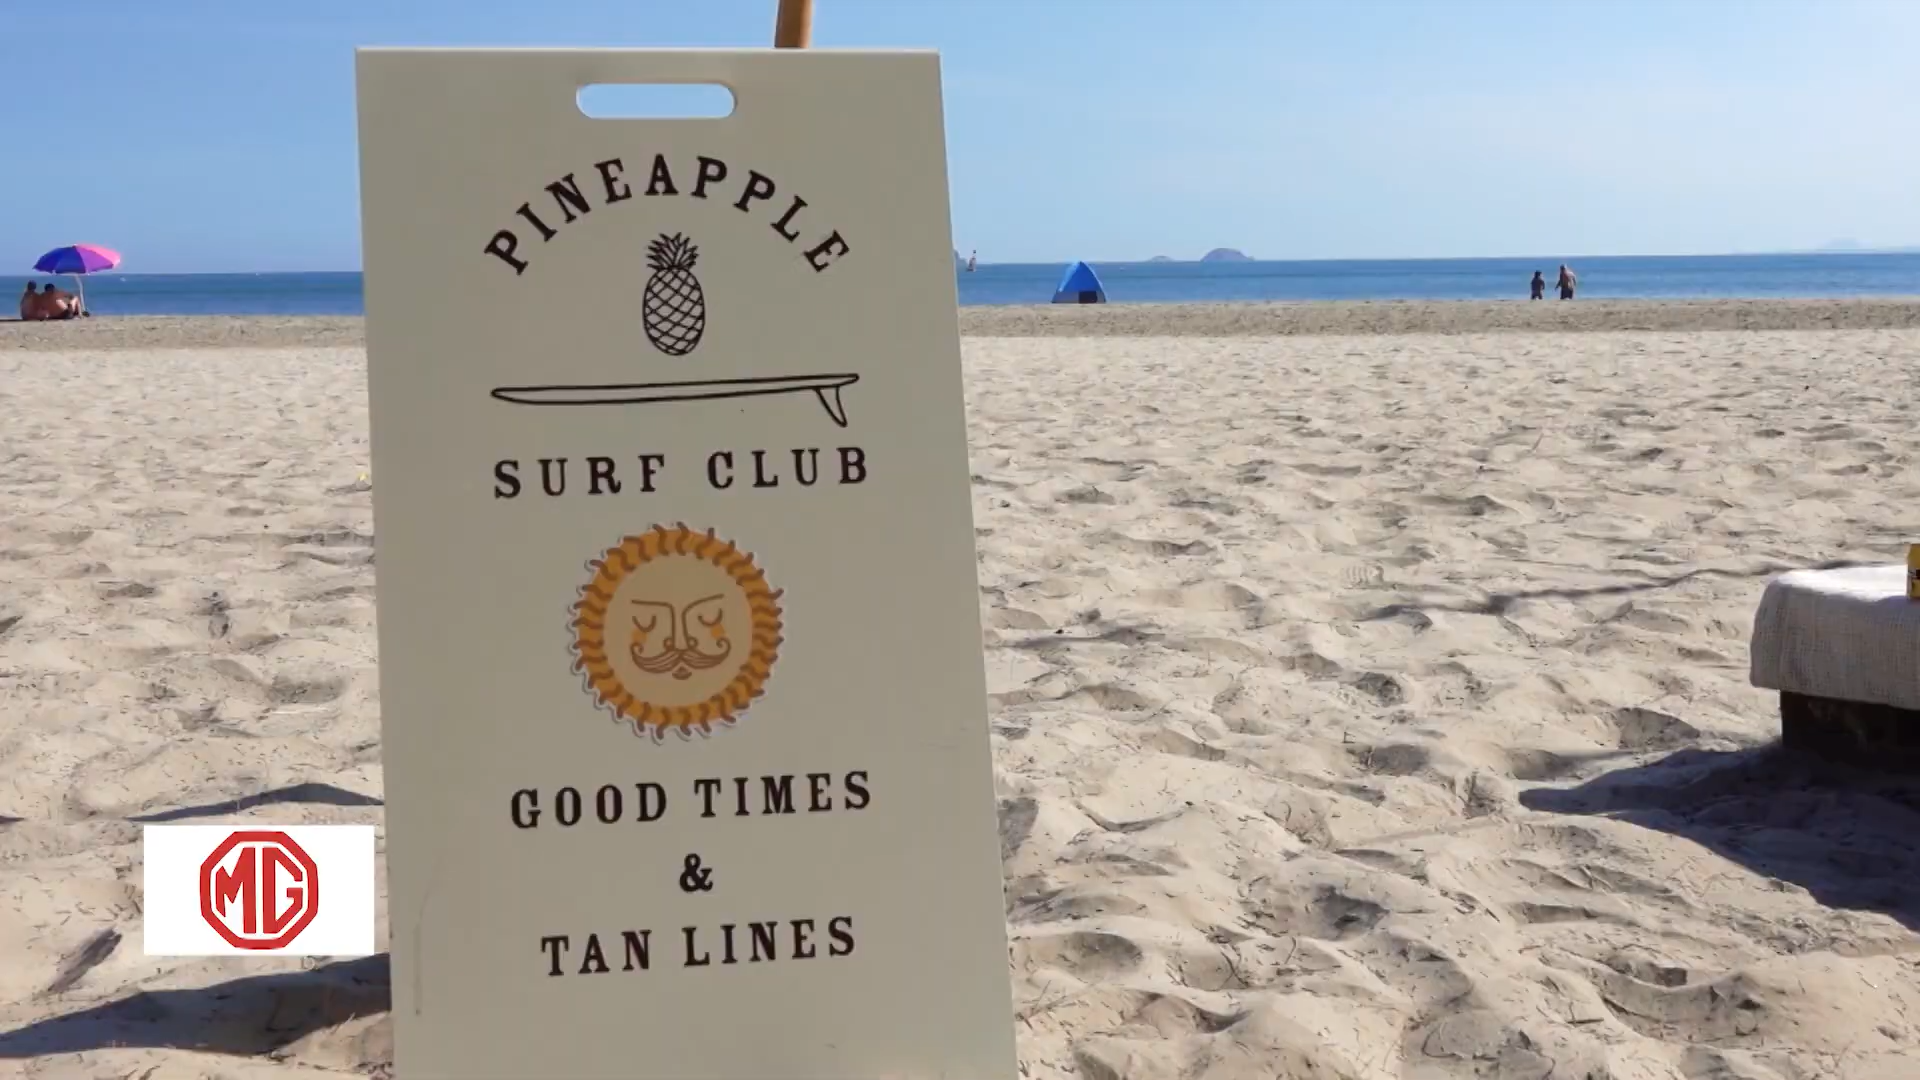 PINEAPPLE
SURF CLUB
GOOD TIMES
&
TAN LINES
MG